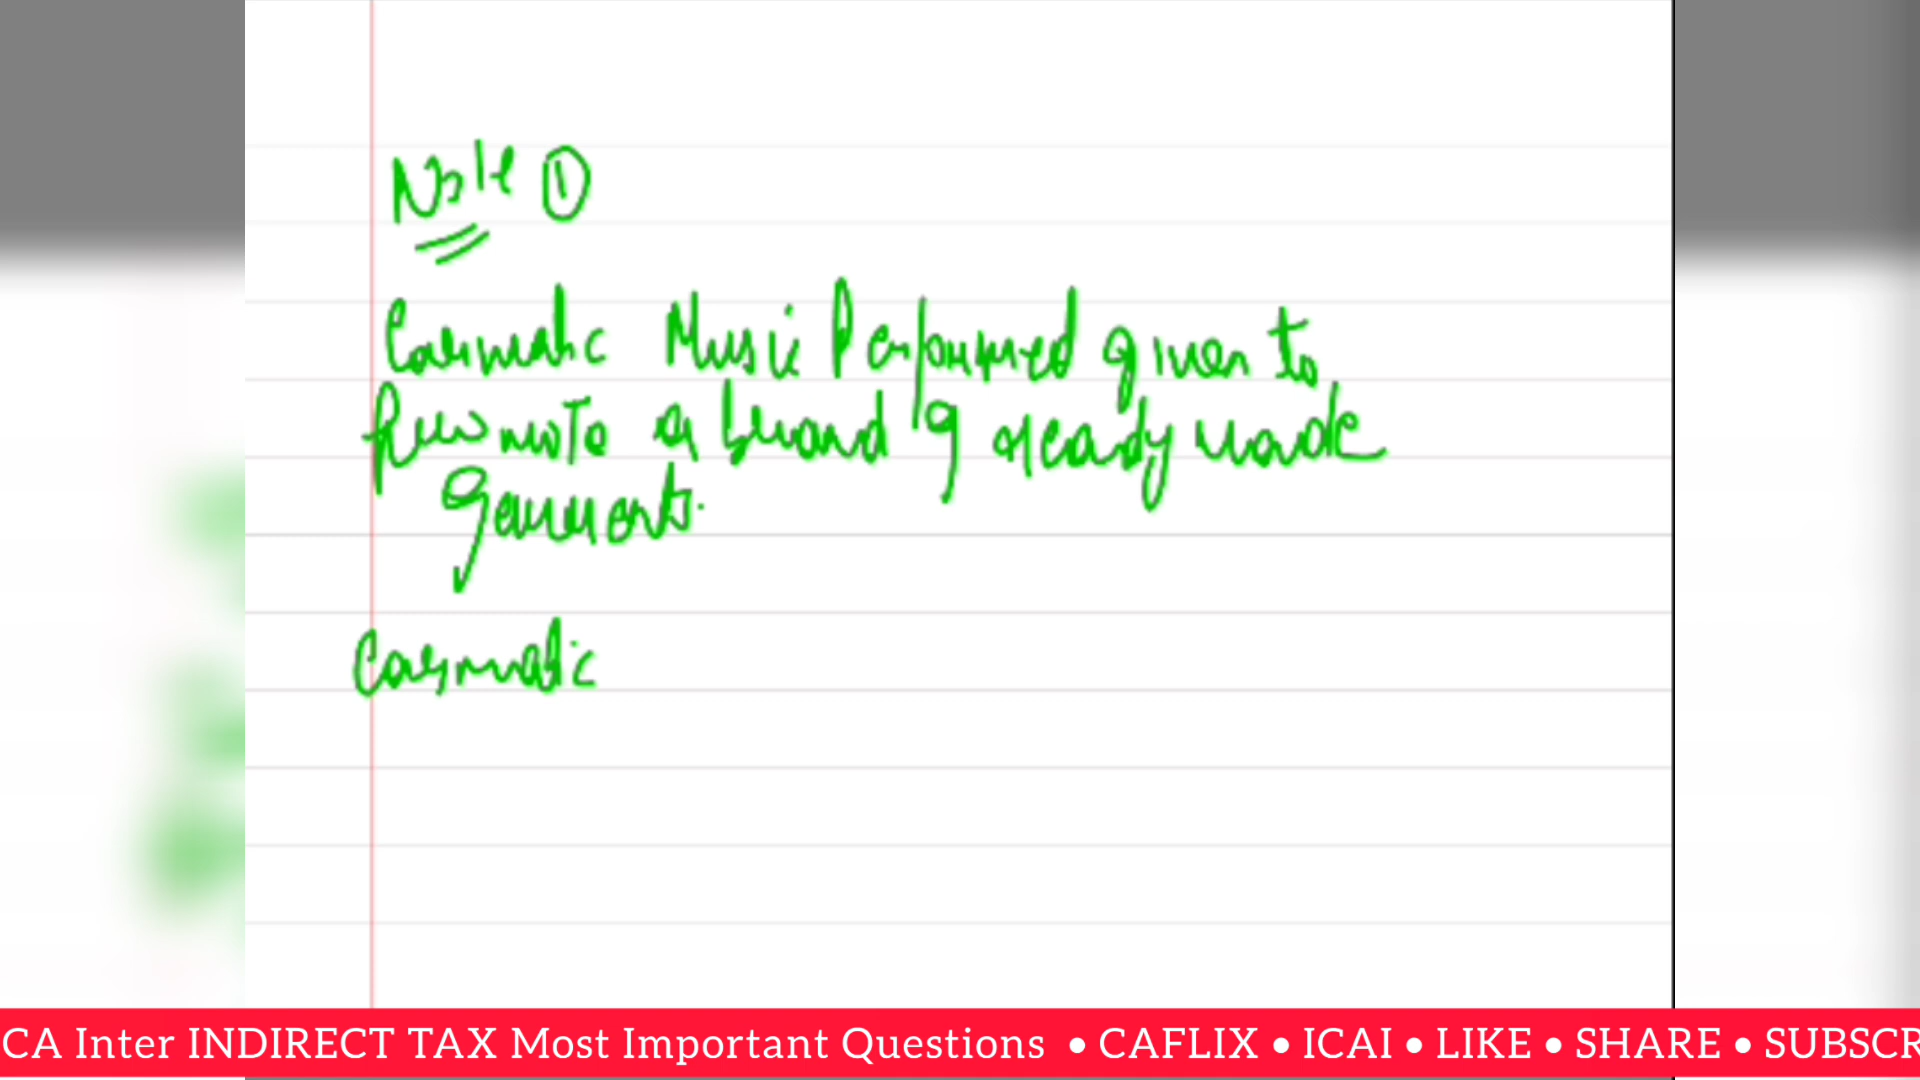 Note ①
Carnatic Music Performed given to
Promote a brand of ready made
Garments.
Carnatic
CA Inter INDIRECT TAX Most Important Questions • CAFLIX • ICAI • LIKE • SHARE • SUBSCR